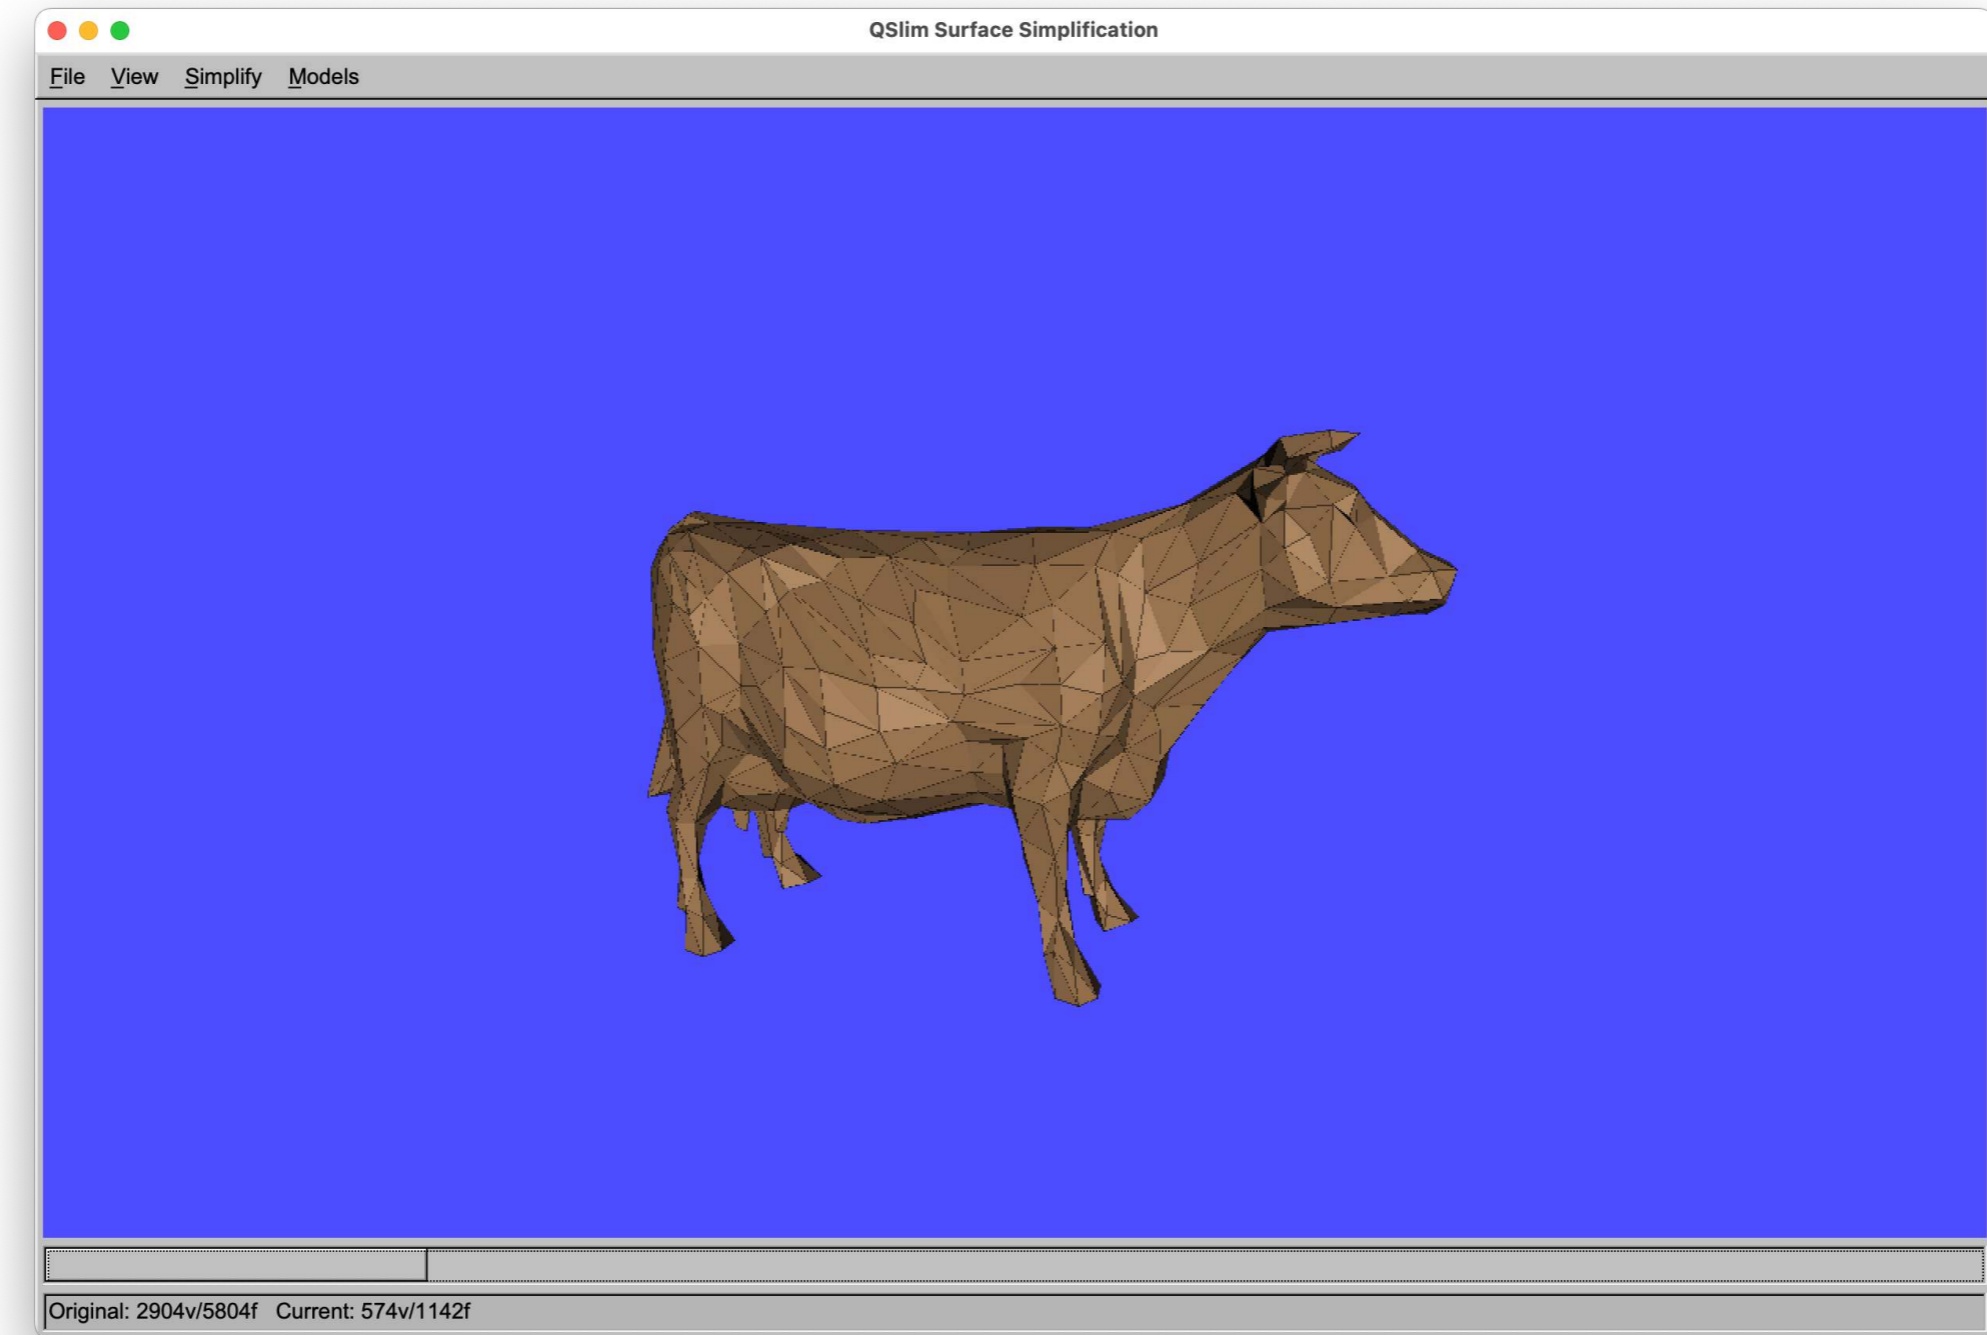 QSlim Surface Simplification
File View Simplify Models
Original: 2904v/5804f Current: 574v/1142f